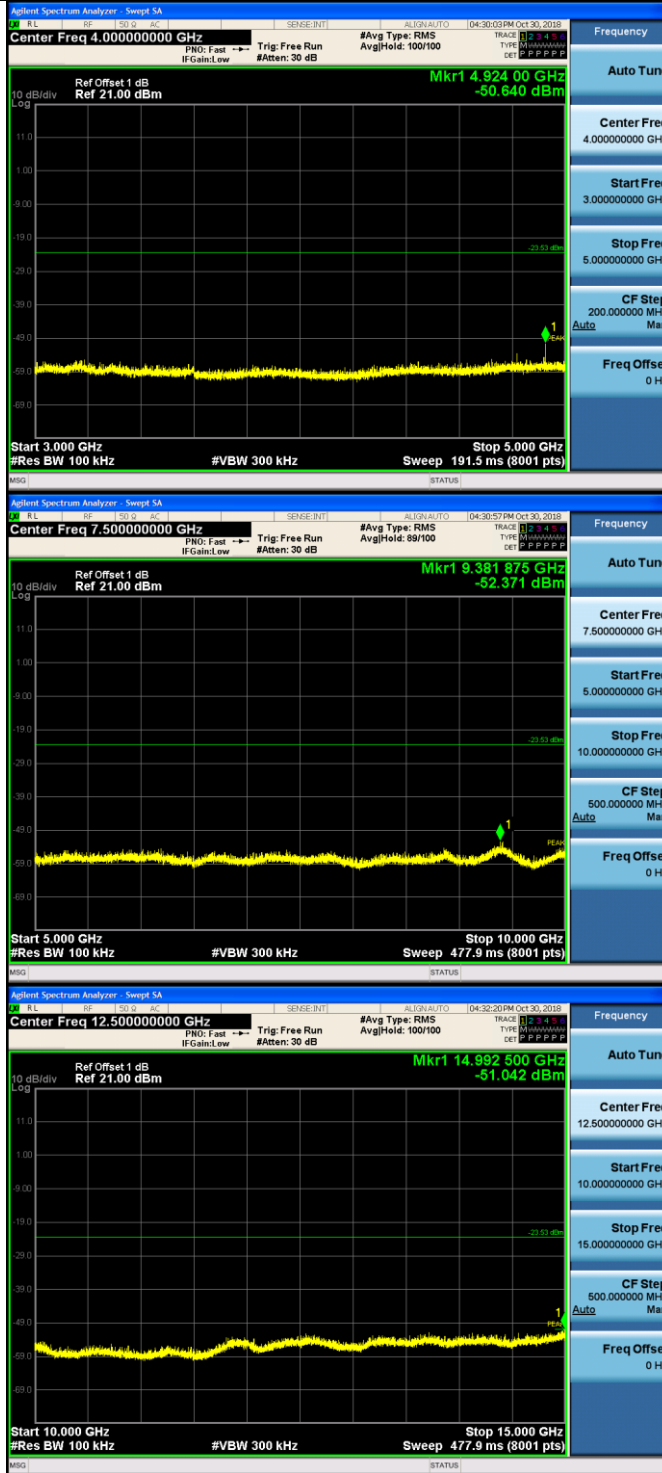 Agilent Spectrum Analyzer - Swept SA
RL RF 50 Ω AC SENSE:INT ALIGNAUTO 04:30:03 PM Oct 30, 2018
Center Freq 4.000000000 GHz #Avg Type: RMS TRACE 1 2 3 4 5 6 Frequency
PNO: Fast Trig: Free Run Avg|Hold: 100/100 TYPE M
IFGain:Low #Atten: 30 dB DET P P P P P P
Auto Tun
Mkr1 4.924 00 GHz
Ref Offset 1 dB
10 dB/div Ref 21.00 dBm -50.640 dBm
Log
Center Fre
4.000000000 GH
11.0
1.00
Start Fre
3.000000000 GH
-9.00
-19.0
-23.53 dBm
Stop Fre
5.000000000 GH
-29.0
CF Step
200.000000 MH
Auto Ma
-39.0
1
-49.0
PEAK
Freq Offse
0 H
-59.0
-69.0
Start 3.000 GHz Stop 5.000 GHz
#Res BW 100 kHz #VBW 300 kHz Sweep 191.5 ms (8001 pts)
MSG STATUS
Agilent Spectrum Analyzer - Swept SA
RL RF 50 Ω AC SENSE:INT ALIGNAUTO 04:30:57 PM Oct 30, 2018
Center Freq 7.500000000 GHz #Avg Type: RMS TRACE 1 2 3 4 5 6 Frequency
PNO: Fast Trig: Free Run Avg|Hold: 89/100 TYPE M
IFGain:Low #Atten: 30 dB DET P P P P P P
Auto Tun
Mkr1 9.381 875 GHz
Ref Offset 1 dB
10 dB/div Ref 21.00 dBm -52.371 dBm
Log
Center Fre
7.500000000 GH
11.0
1.00
Start Fre
5.000000000 GH
-9.00
-19.0
-23.53 dBm
Stop Fre
10.000000000 GH
-29.0
CF Step
500.000000 MH
Auto Ma
-39.0
-49.0
1
PEAK
Freq Offse
0 H
-59.0
-69.0
Start 5.000 GHz Stop 10.000 GHz
#Res BW 100 kHz #VBW 300 kHz Sweep 477.9 ms (8001 pts)
MSG STATUS
Agilent Spectrum Analyzer - Swept SA
RL RF 50 Ω AC SENSE:INT ALIGNAUTO 04:32:20 PM Oct 30, 2018
Center Freq 12.500000000 GHz #Avg Type: RMS TRACE 1 2 3 4 5 6 Frequency
PNO: Fast Trig: Free Run Avg|Hold: 100/100 TYPE M
IFGain:Low #Atten: 30 dB DET P P P P P P
Auto Tun
Mkr1 14.992 500 GHz
Ref Offset 1 dB
10 dB/div Ref 21.00 dBm -51.042 dBm
Log
Center Fre
12.500000000 GH
11.0
1.00
Start Fre
10.000000000 GH
-9.00
-19.0
-23.53 dBm
Stop Fre
15.000000000 GH
-29.0
CF Step
500.000000 MH
Auto Ma
-39.0
1
-49.0
PEAK
Freq Offse
0 H
-59.0
-69.0
Start 10.000 GHz Stop 15.000 GHz
#Res BW 100 kHz #VBW 300 kHz Sweep 477.9 ms (8001 pts)
MSG STATUS